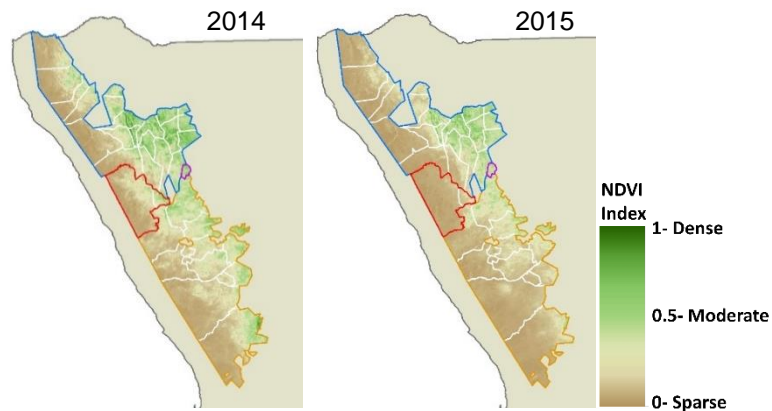 2014
2015
NDVI
Index
1- Dense
0.5- Moderate
0- Sparse